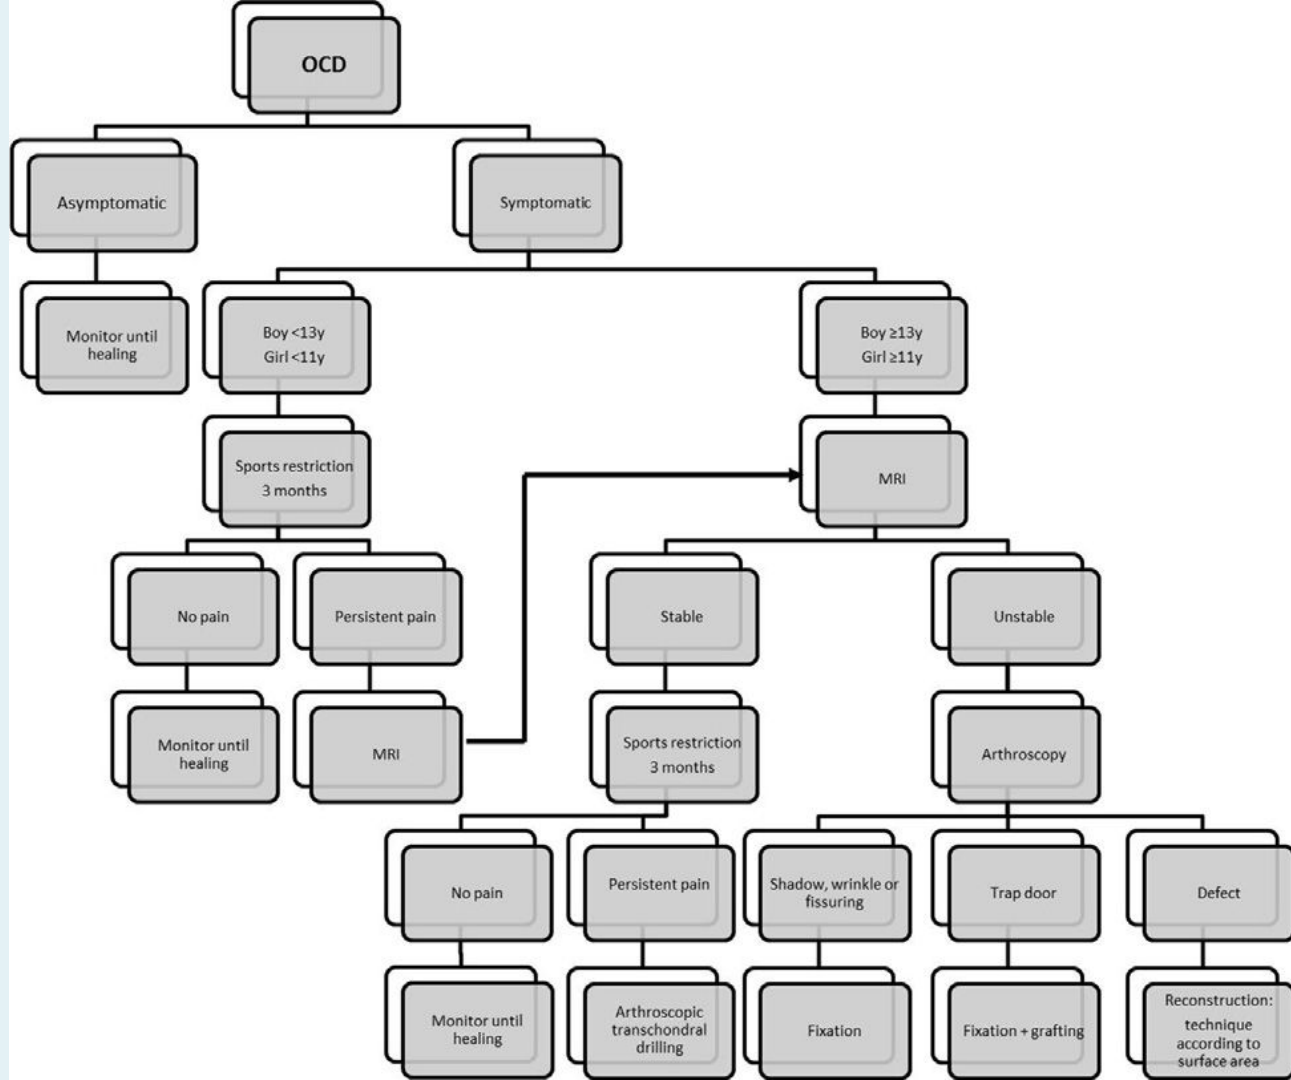 OCD
Asymptomatic
Symptomatic
Monitor until
healing
Boy <13y
Girl <11y
Boy ≥13y
Girl ≥11y
Sports restriction
3 months
MRI
No pain
Persistent pain
Stable
Unstable
Monitor until
healing
MRI
Sports restriction
3 months
Arthroscopy
No pain
Persistent pain
Shadow, wrinkle or
fissuring
Trap door
Defect
Monitor until
healing
Arthroscopic
transchondral
drilling
Fixation
Fixation + grafting
Reconstruction:
technique
according to
surface area